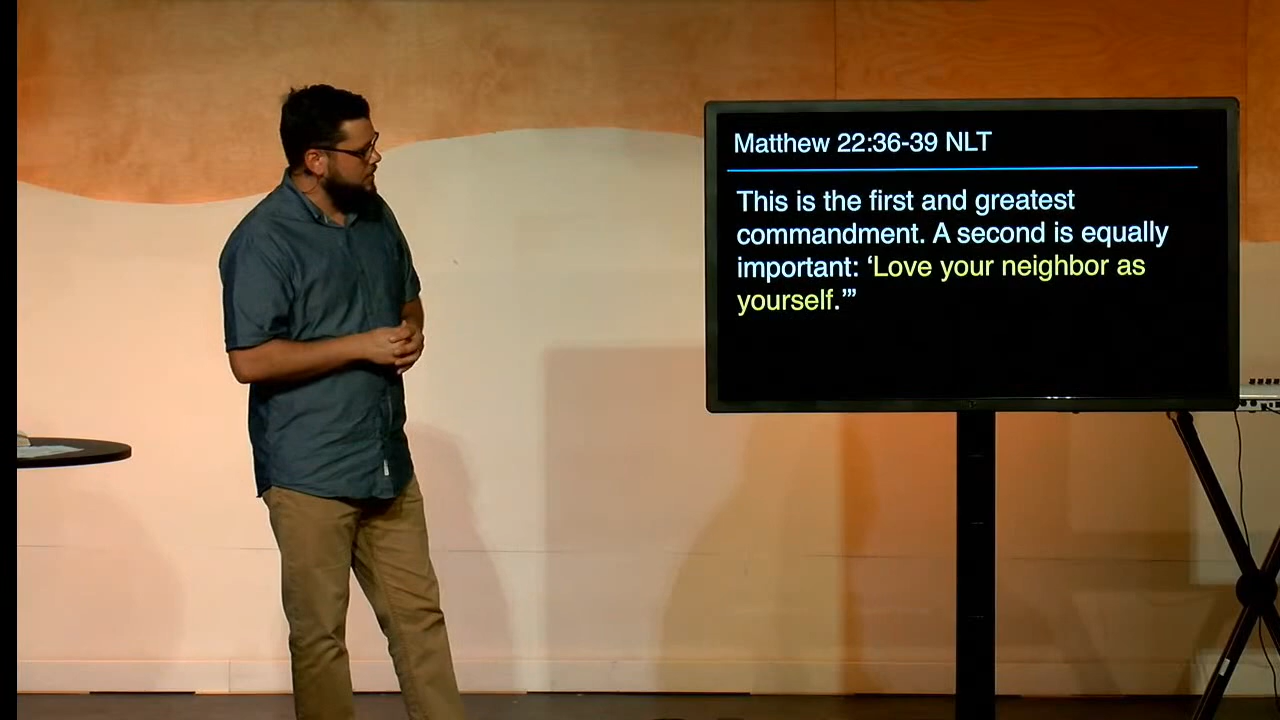 Matthew 22:36-39 NLT
This is the first and greatest
commandment. A second is equally
important: ‘Love your neighbor as
yourself.’”